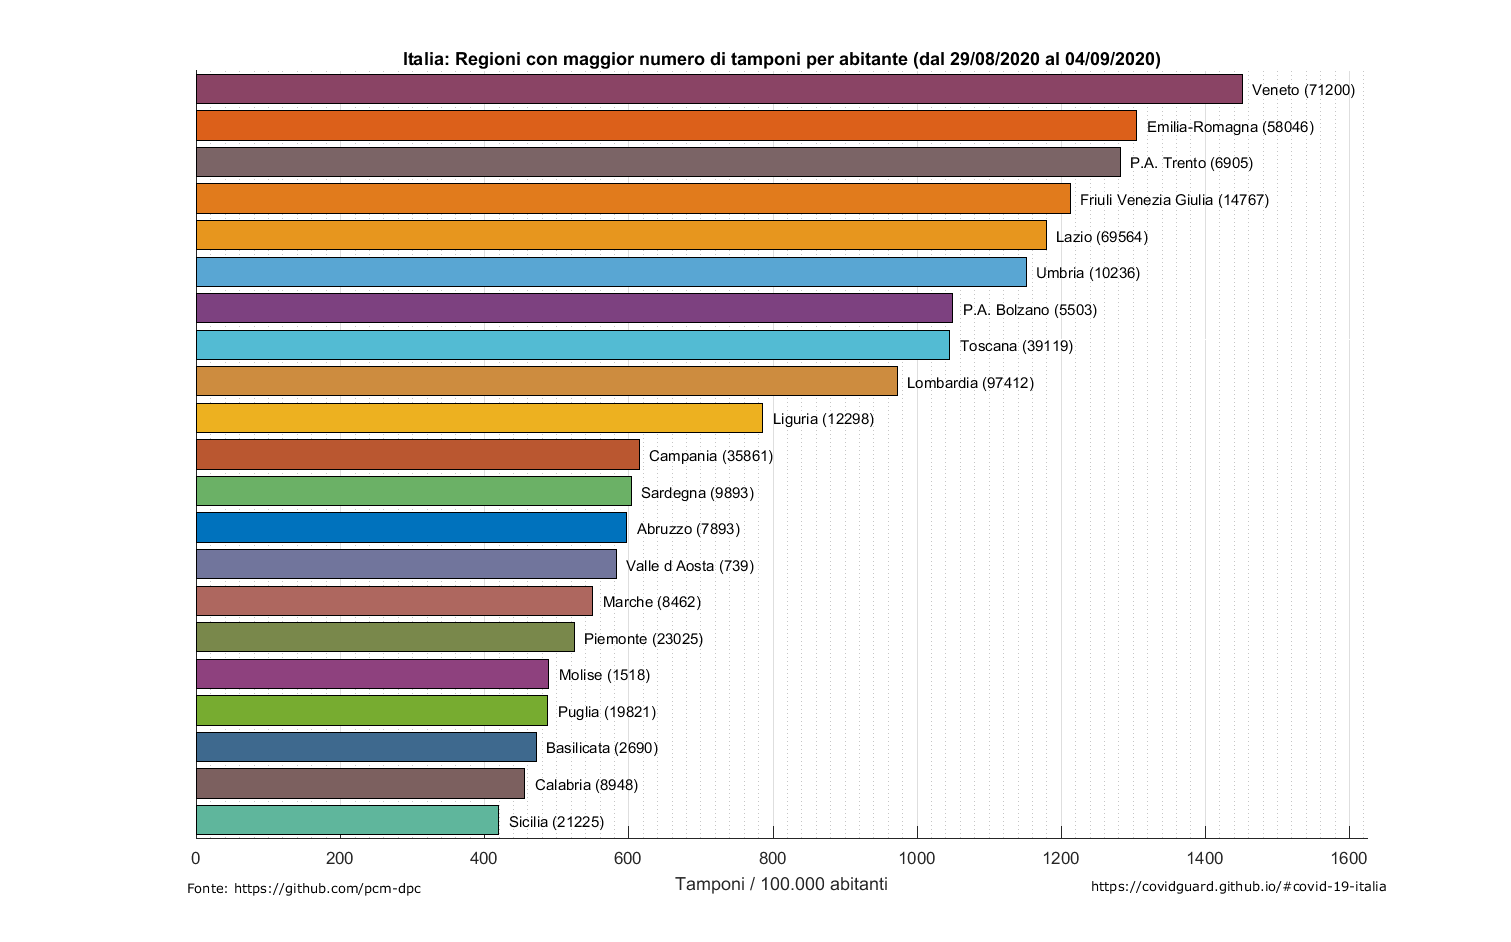 Italia: Regioni con maggior numero di tamponi per abitante (dal 29/08/2020 al 04/09/2020)
Veneto (71200)
Emilia-Romagna (58046)
P.A. Trento (6905)
Friuli Venezia Giulia (14767)
Lazio (69564)
Umbria (10236)
P.A. Bolzano (5503)
Toscana (39119)
Lombardia (97412)
Liguria (12298)
Campania (35861)
Sardegna (9893)
Abruzzo (7893)
Valle d Aosta (739)
Marche (8462)
Piemonte (23025)
Molise (1518)
Puglia (19821)
Basilicata (2690)
Calabria (8948)
Sicilia (21225)
0 200 400 600 800 1000 1200 1400 1600
Tamponi / 100.000 abitanti
Fonte: https://github.com/pcm-dpc
https://covidguard.github.io/#covid-19-italia